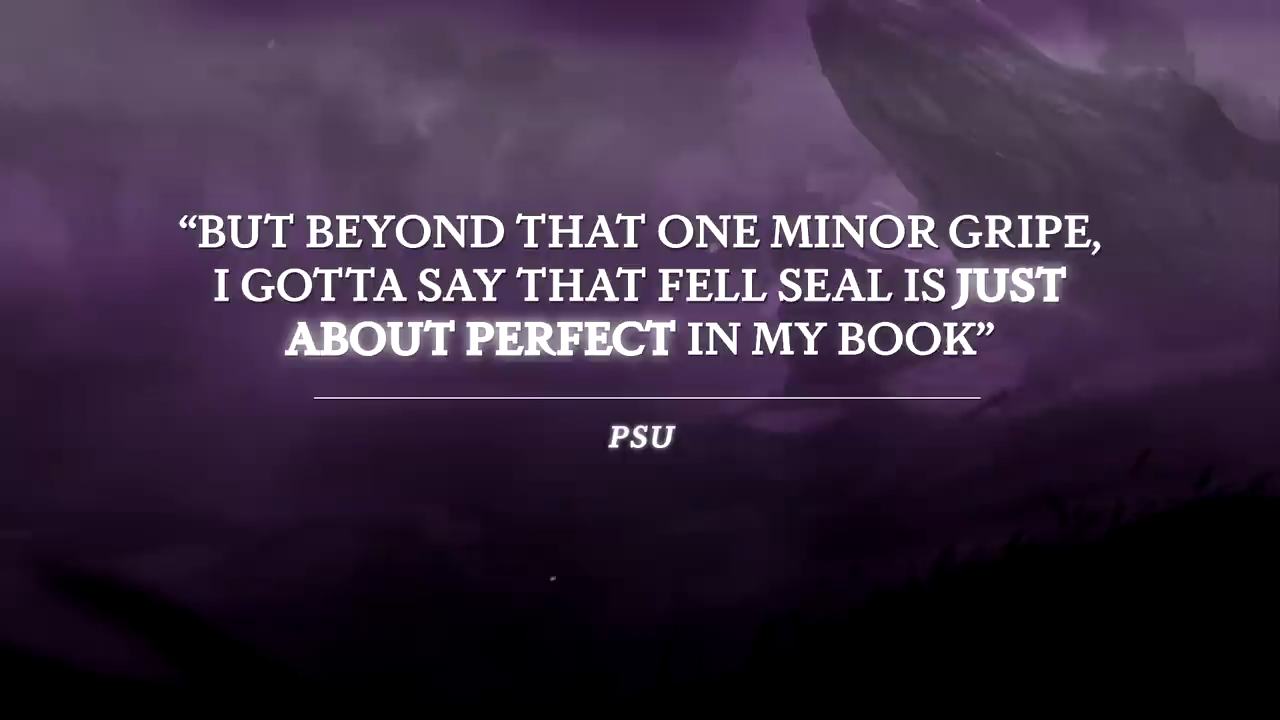 “BUT BEYOND THAT ONE MINOR GRIPE,
I GOTTA SAY THAT FELL SEAL IS JUST
ABOUT PERFECT IN MY BOOK”
PSU